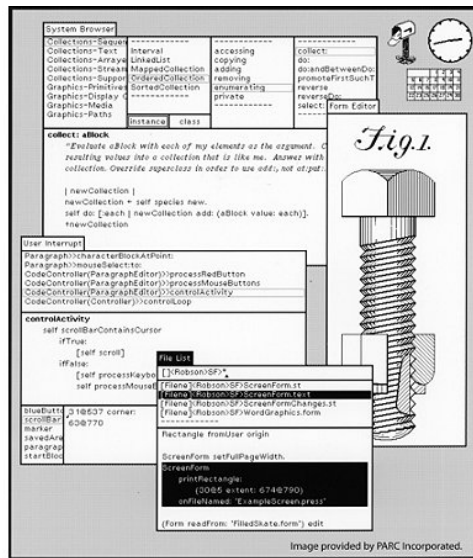 System Browser
Collections-Text
Collections-Arraye
Collections-Stream
Collections-Suppor
Graphics-Primitives
Graphics-Display
Graphics-Media
Graphics-Paths
------------------
Interval
LinkedList
MappedCollection
OrderedCollection
SortedCollection
------------------
instance class
------------------
accessing
copying
adding
removing
enumerating
private
------------------
collect:
do:
do:andBetweenDo:
promoteFirstSuchT
reverse
reverseDo:
select:
Form Editor
Fig.1.
collect: aBlock
"Evaluate aBlock with each of my elements as the argument. C
resulting values into a collection that is like me. Answer with
collection. Override superclass in order to use add:, not at:put:.
| newCollection |
newCollection ← self species new.
self do: [:each | newCollection add: (aBlock value: each)].
↑newCollection
User Interrupt
Paragraph>>characterBlockAtPoint:
Paragraph>>mouseSelect:to:
CodeController(ParagraphEditor)>>processRedButton
CodeController(ParagraphEditor)>>processMouseButtons
CodeController(ParagraphEditor)>>controlActivity
CodeController(Controller)>>controlLoop
controlActivity
self scrollBarContainsCursor
ifTrue:
[self scroll]
ifFalse:
[self processKeybo
self processMouseB
blueButto
scrollBar
marker
savedAre
paragrap
startBloc
31@537 corner:
63@770
File List
[]<Robson>SF>*
[Filene]<Robson>SF>ScreenForm.st
[Filene]<Robson>SF>ScreenForm.text
[Filene]<Robson>SF>ScreenFormChanges.st
[Filene]<Robson>SF>WordGraphics.form
------------------
Rectangle fromUser origin
ScreenForm setFullPageWidth.
ScreenForm
printRectangle:
(30@5 extent: 674@790)
onFileNamed: 'ExampleScreen.press'
(Form readFrom: 'FilledSkate.form') edit
Image provided by PARC Incorporated.